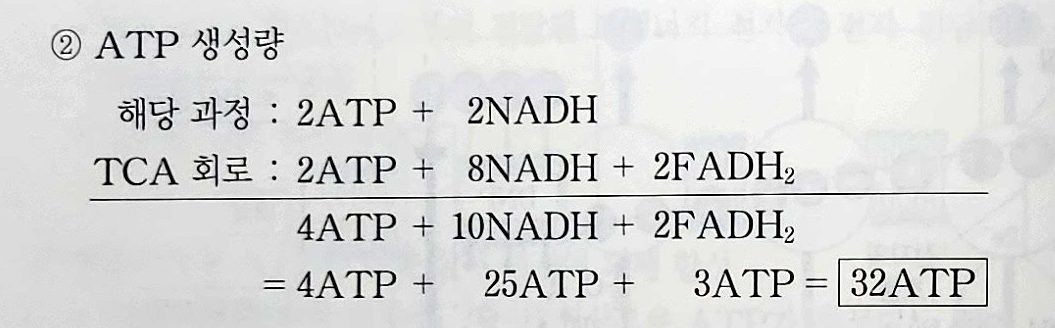 ② ATP 생성량
해당 과정 : 2ATP + 2NADH
TCA 회로 : 2ATP + 8NADH + 2FADH₂
4ATP + 10NADH + 2FADH₂
= 4ATP + 25ATP + 3ATP = 32ATP